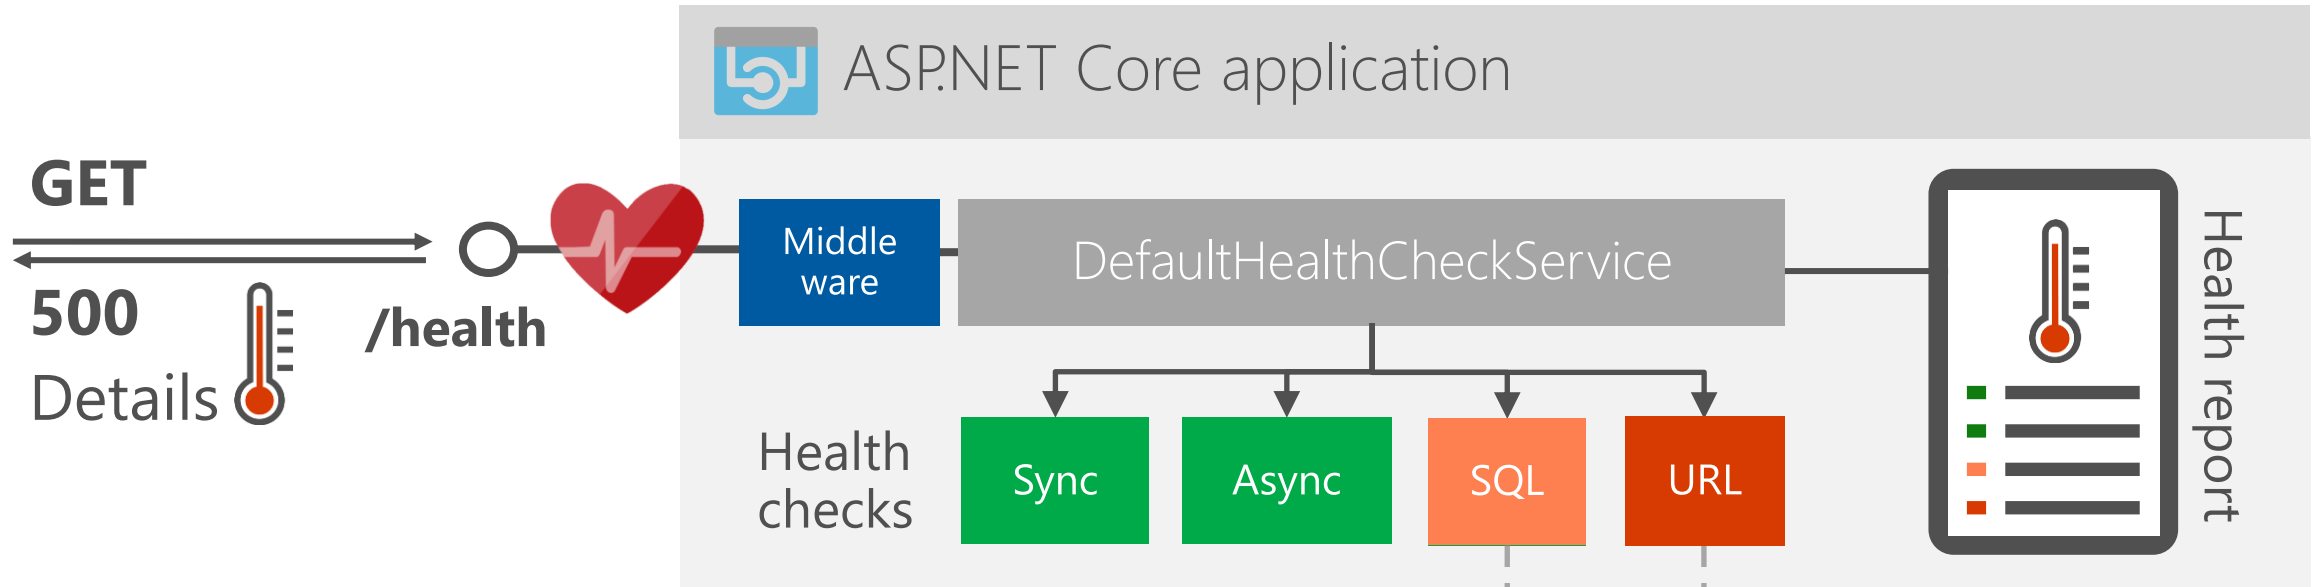 ASP.NET Core application
GET
500
Details
/health
Middle
ware
DefaultHealthCheckService
Health
checks
Sync
Async
SQL
URL
Health report